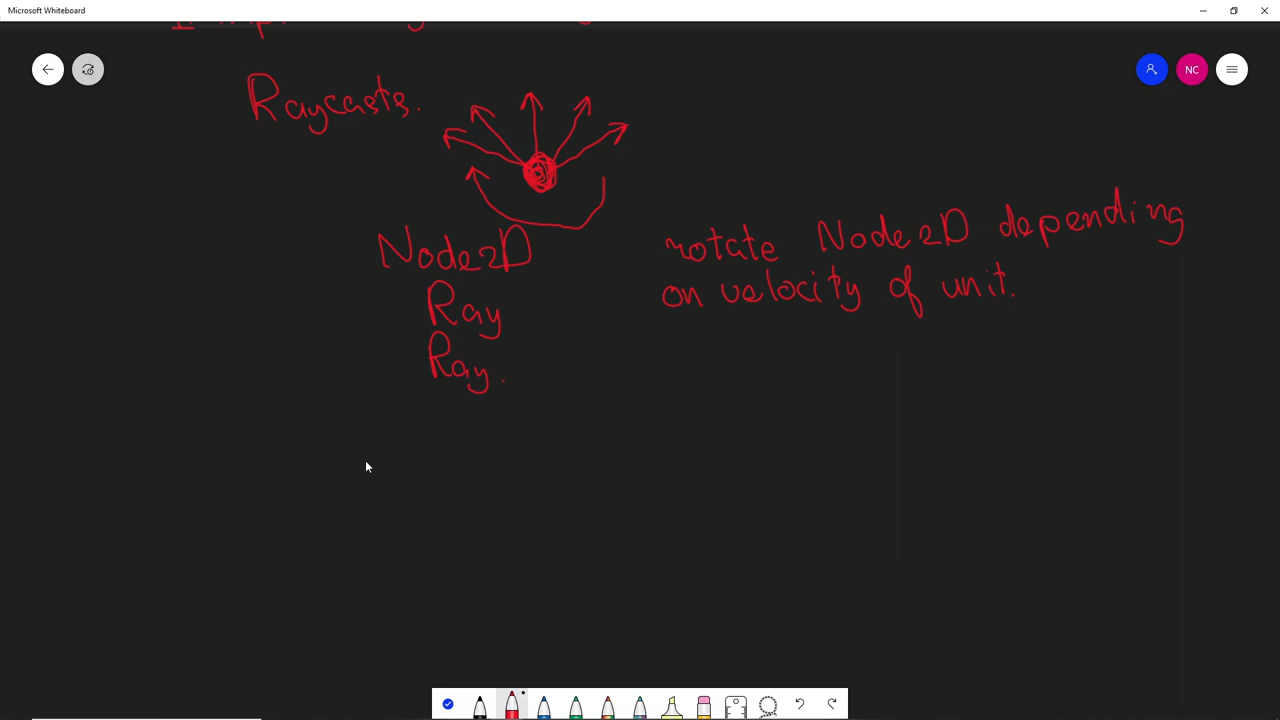 Microsoft Whiteboard
NC
Raycasts.
Node2D
Ray
Ray.
rotate Node2D depending
on velocity of unit.